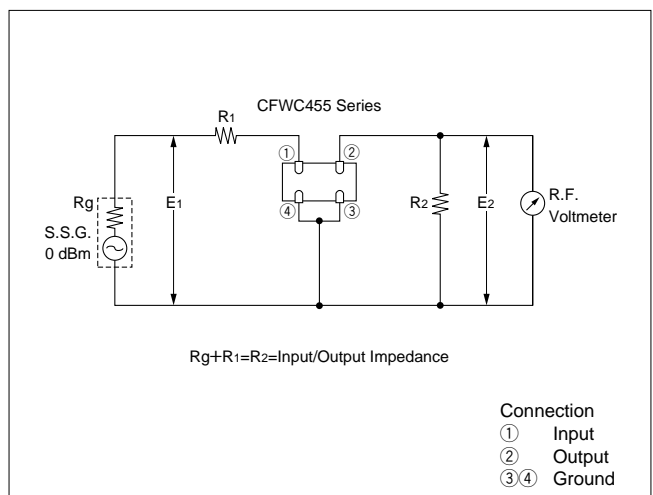 CFWC455 Series
R1
① ②
④ ③
Rg
S.S.G.
0 dBm
E1
R2
E2
R.F.
Voltmeter
Rg+R1=R2=Input/Output Impedance
Connection
① Input
② Output
③④ Ground